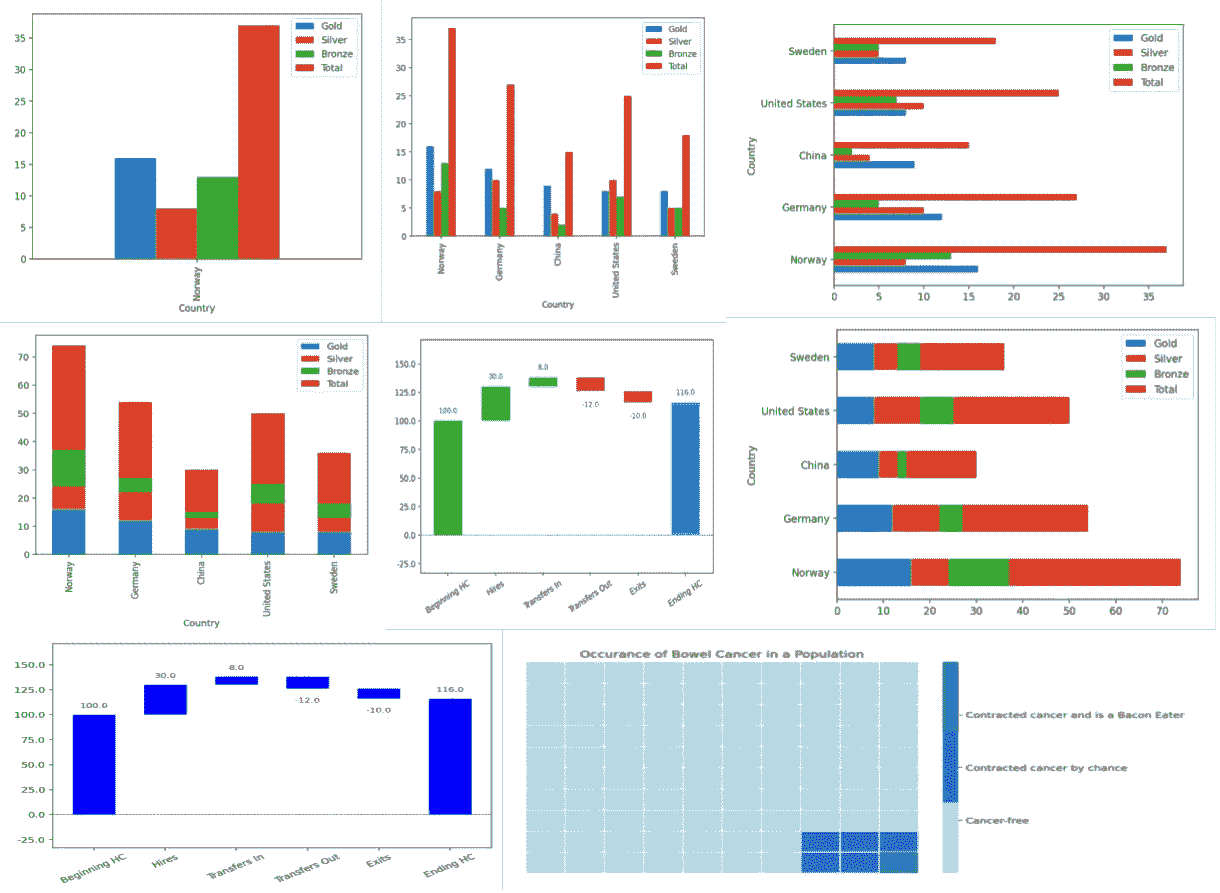 35
30
25
20
15
10
5
0
Gold
Silver
Bronze
Total
Norway
Country
35
30
25
20
15
10
5
0
Gold
Silver
Bronze
Total
Norway
Germany
China
United States
Sweden
Country
Sweden
United States
China
Germany
Norway
Country
Gold
Silver
Bronze
Total
0 5 10 15 20 25 30 35
70
60
50
40
30
20
10
0
Gold
Silver
Bronze
Total
Norway
Germany
China
United States
Sweden
Country
150.0
125.0
100.0
75.0
50.0
25.0
0.0
-25.0
100.0
30.0
8.0
-12.0
-10.0
116.0
Beginning HC
Hires
Transfers In
Transfers Out
Exits
Ending HC
Sweden
United States
China
Germany
Norway
Country
Gold
Silver
Bronze
Total
0 10 20 30 40 50 60 70
150.0
125.0
100.0
75.0
50.0
25.0
0.0
-25.0
100.0
30.0
8.0
-12.0
-10.0
116.0
Beginning HC
Hires
Transfers In
Transfers Out
Exits
Ending HC
Occurance of Bowel Cancer in a Population
Contracted cancer and is a Bacon Eater
Contracted cancer by chance
Cancer-free